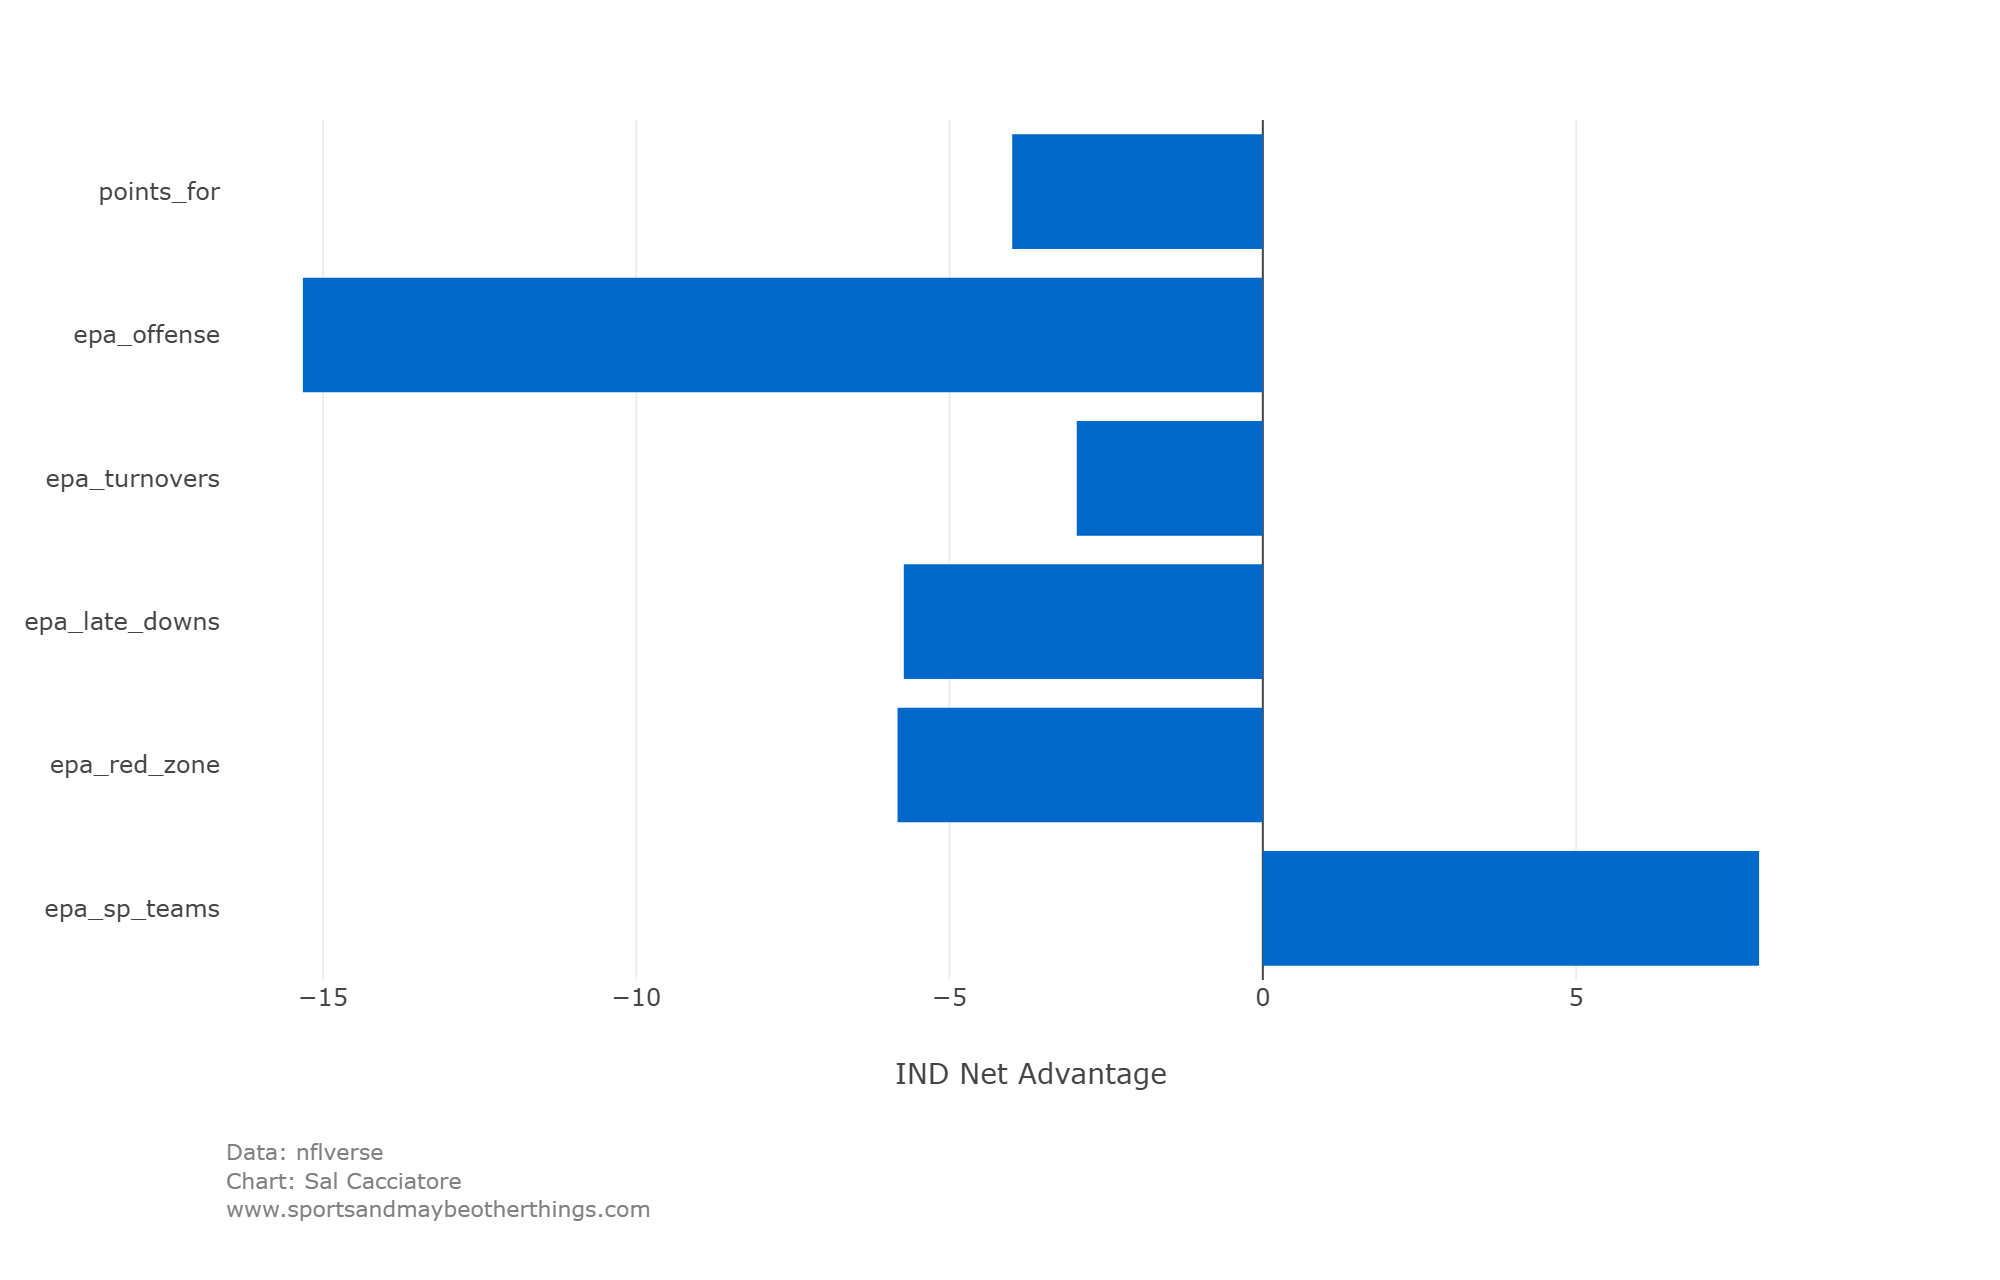 points_for
epa_offense
epa_turnovers
epa_late_downs
epa_red_zone
epa_sp_teams
−15 −10 −5 0 5
IND Net Advantage
Data: nflverse
Chart: Sal Cacciatore
www.sportsandmaybeotherthings.com